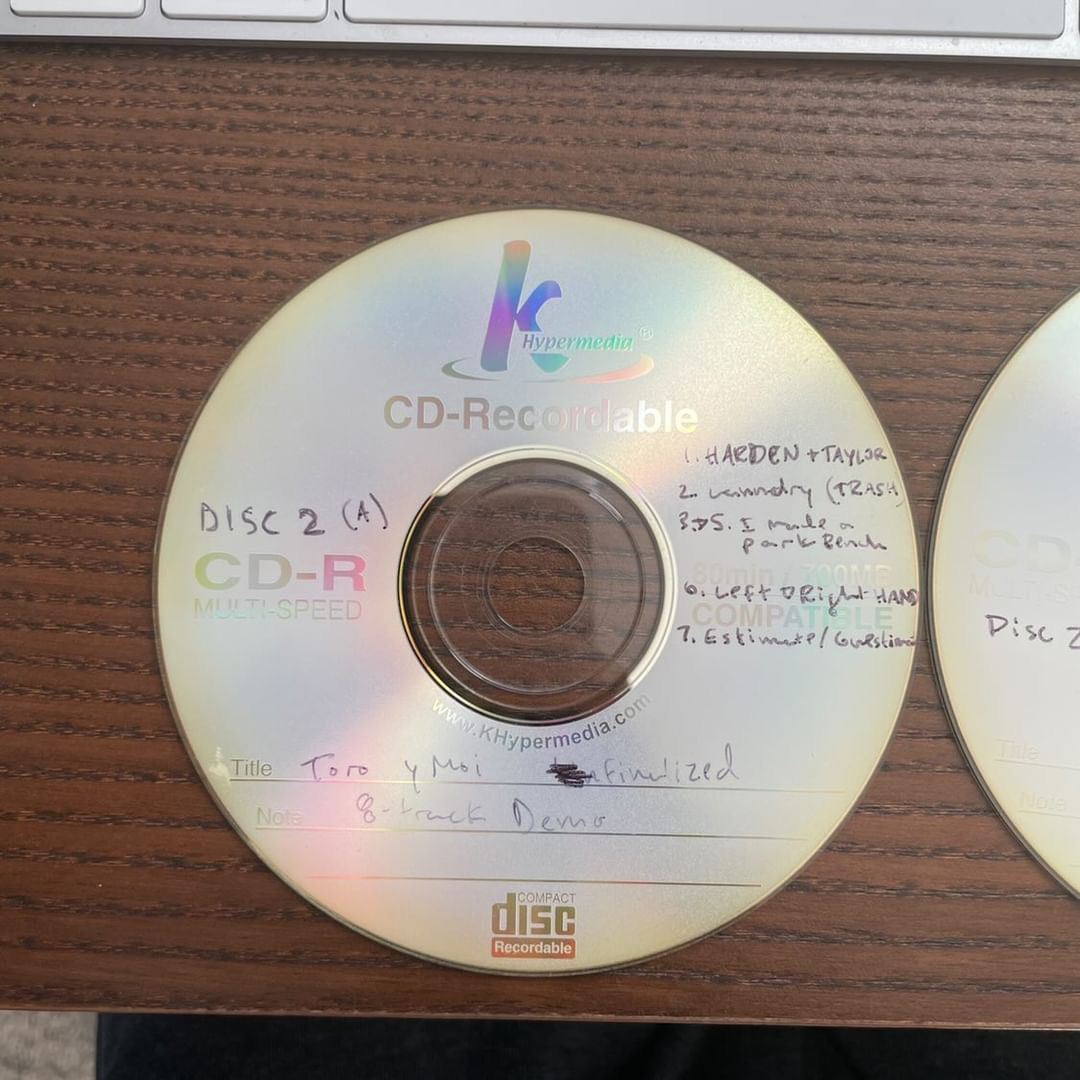 k
Hypermedia®
CD-Recordable
1. HARDEN + TAYLOR
2. Laundry (TRASH)
DISC 2 (A)
3→5. I made a
park Bench
CD-R
MULTI-SPEED
80min / 700MB
6. Left + Right HAND
COMPATIBLE
7. Estimate/
www.KHypermedia.com
Title Toro y Moi finalized
Note 8-track Demo
COMPACT
disc
Recordable
CD
Disc 2
Title
Note